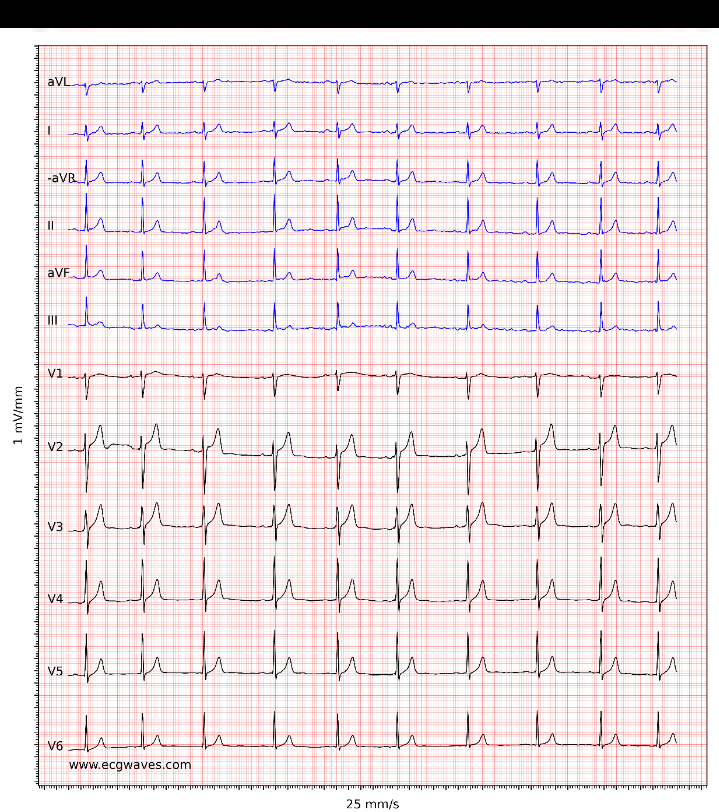 aVL
I
-aVR
II
aVF
III
V1
1 mV/mm
V2
V3
V4
V5
V6
www.ecgwaves.com
25 mm/s